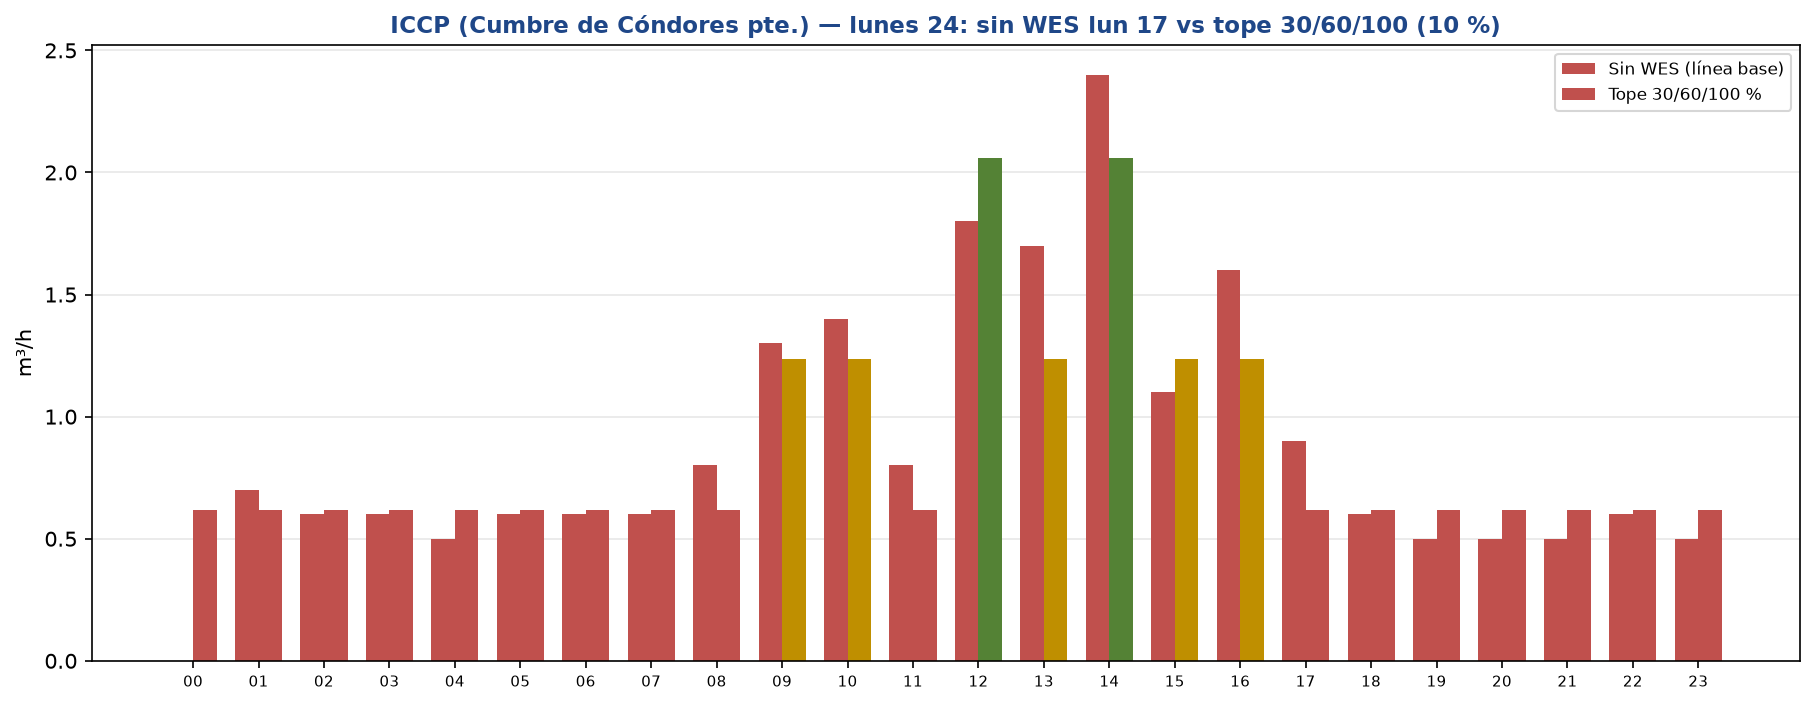 ICCP (Cumbre de Cóndores pte.) — lunes 24: sin WES lun 17 vs tope 30/60/100 (10 %)
Sin WES (línea base)
Tope 30/60/100 %
m³/h
2.5
2.0
1.5
1.0
0.5
0.0
00 01 02 03 04 05 06 07 08 09 10 11 12 13 14 15 16 17 18 19 20 21 22 23